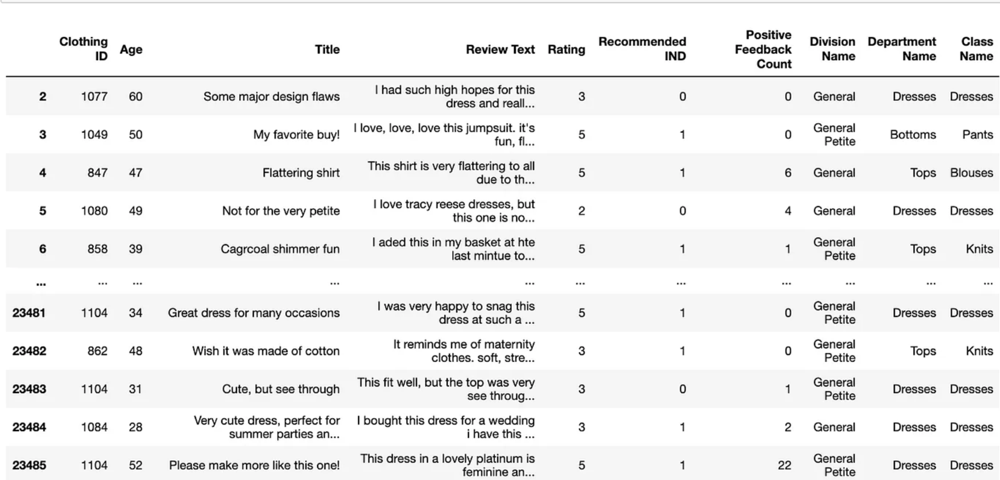 Clothing ID Age Title Review Text Rating Recommended IND Positive Feedback Count Division Name Department Name Class Name
2 1077 60 Some major design flaws I had such high hopes for this dress and reall... 3 0 0 General Dresses Dresses
3 1049 50 My favorite buy! I love, love, love this jumpsuit. it's fun, fl... 5 1 0 General Petite Bottoms Pants
4 847 47 Flattering shirt This shirt is very flattering to all due to th... 5 1 6 General Tops Blouses
5 1080 49 Not for the very petite I love tracy reese dresses, but this one is no... 2 0 4 General Dresses Dresses
6 858 39 Cagrcoal shimmer fun I aded this in my basket at hte last mintue to... 5 1 1 General Petite Tops Knits
... ... ... ... ... ... ... ... ... ... ...
23481 1104 34 Great dress for many occasions I was very happy to snag this dress at such a ... 5 1 0 General Petite Dresses Dresses
23482 862 48 Wish it was made of cotton It reminds me of maternity clothes. soft, stre... 3 1 0 General Petite Tops Knits
23483 1104 31 Cute, but see through This fit well, but the top was very see throug... 3 0 1 General Petite Dresses Dresses
23484 1084 28 Very cute dress, perfect for summer parties an... I bought this dress for a wedding i have this ... 3 1 2 General Dresses Dresses
23485 1104 52 Please make more like this one! This dress in a lovely platinum is feminine an... 5 1 22 General Petite Dresses Dresses